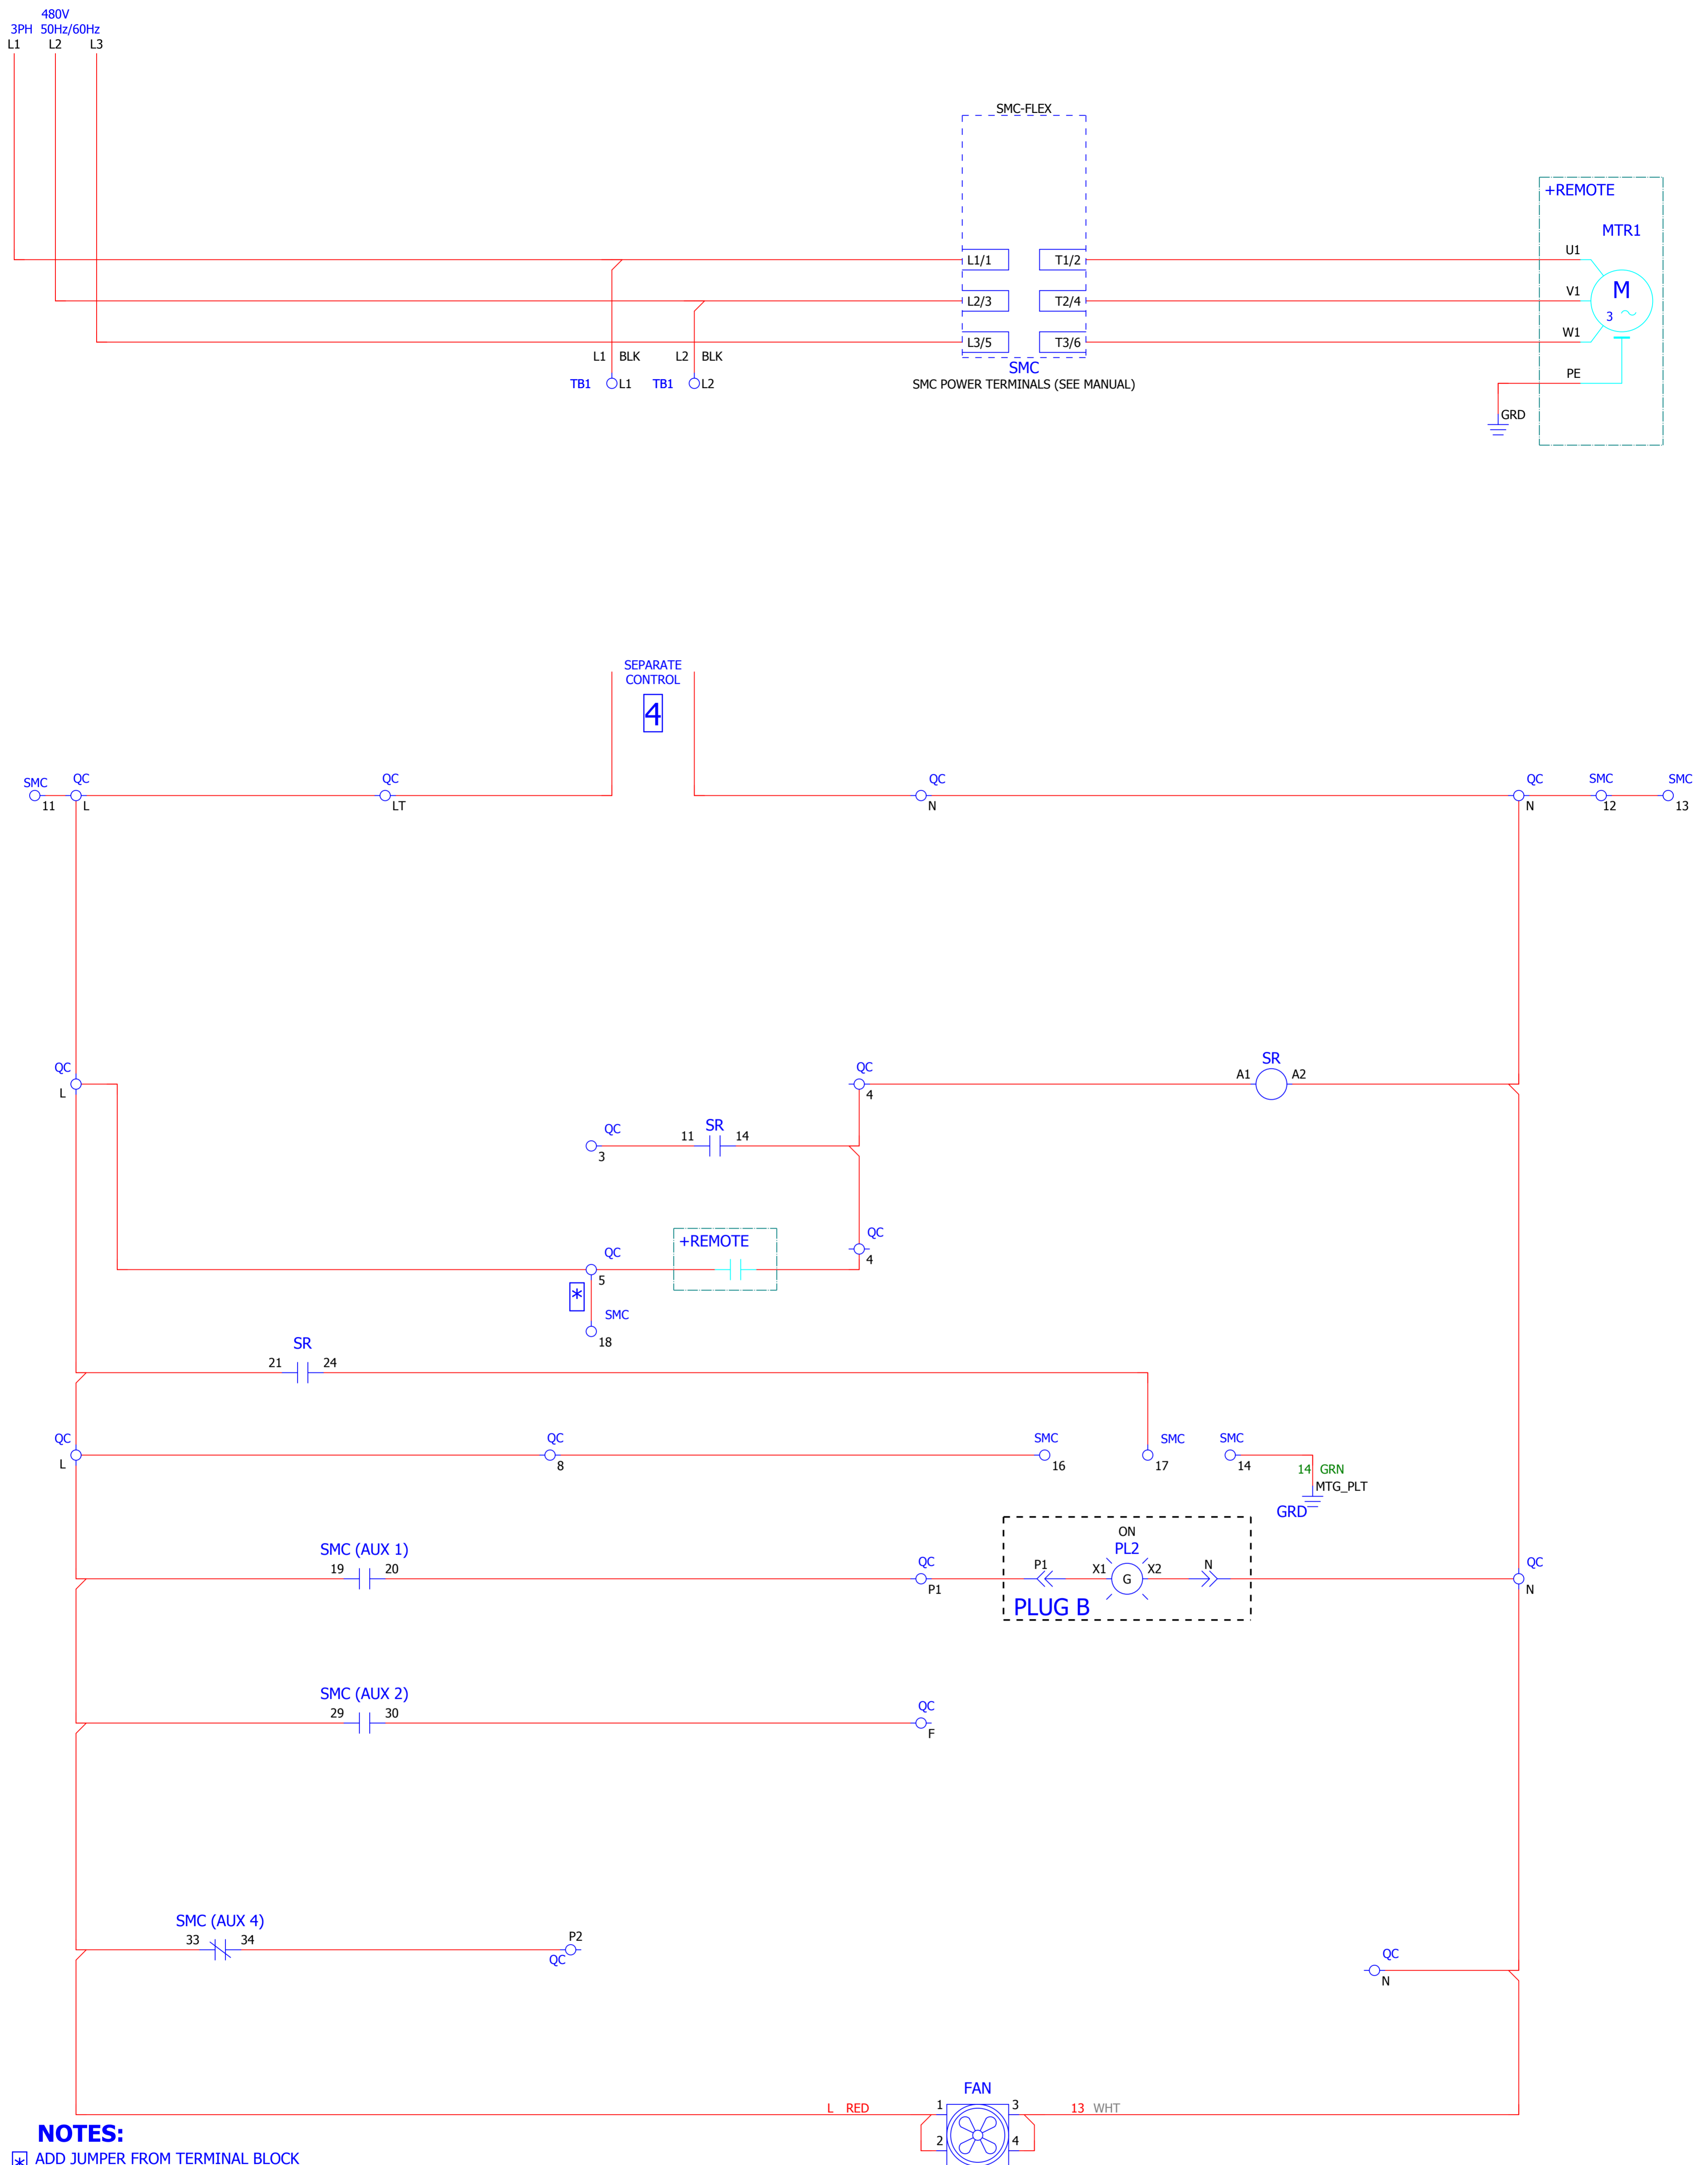 480V
3PH 50Hz/60Hz
L1 L2 L3
SMC-FLEX
+REMOTE
MTR1
L1/1 T1/2 U1
L2/3 T2/4 V1 M
3
L3/5 T3/6 W1
L1 BLK L2 BLK
SMC
TB1 L1 TB1 L2
SMC POWER TERMINALS (SEE MANUAL)
PE
GRD
SEPARATE
CONTROL
4
SMC QC QC QC QC SMC SMC
11 L LT N N 12 13
QC QC SR
L 4 A1 A2
QC SR
3 11 14
QC +REMOTE QC
5 4
*
SMC
18
SR
21 24
QC QC SMC SMC SMC
L 8 16 17 14
14 GRN
MTG_PLT
GRD
ON
SMC (AUX 1) PL2
19 20 QC P1 X1 G X2 N QC
P1 N
PLUG B
SMC (AUX 2)
29 30 QC
F
SMC (AUX 4)
33 34 P2
QC
QC
N
FAN
L RED 1 3 13 WHT
2 4
NOTES:
* ADD JUMPER FROM TERMINAL BLOCK